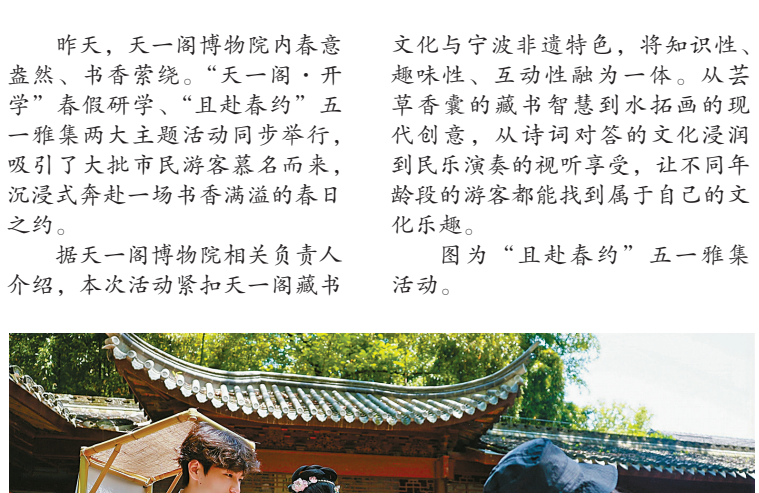 昨天，天一阁博物院内春意
盎然、书香萦绕。“天一阁·开
学”春假研学、“且赴春约”五
一雅集两大主题活动同步举行，
吸引了大批市民游客慕名而来，
沉浸式奔赴一场书香满溢的春日
之约。
据天一阁博物院相关负责人
介绍，本次活动紧扣天一阁藏书
文化与宁波非遗特色，将知识性、
趣味性、互动性融为一体。从芸
草香囊的藏书智慧到水拓画的现
代创意，从诗词对答的文化浸润
到民乐演奏的视听享受，让不同年
龄段的游客都能找到属于自己的文
化乐趣。
图为“且赴春约”五一雅集
活动。